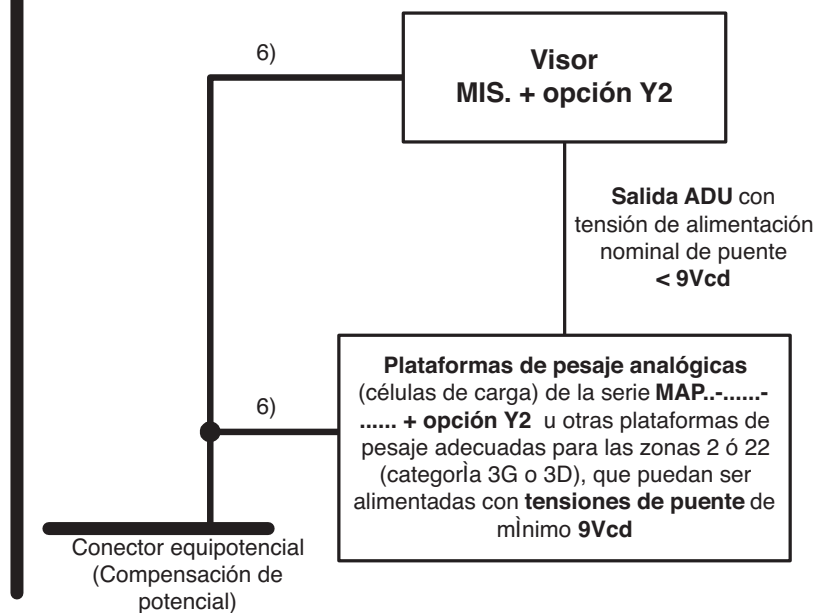 6)
Visor
MIS. + opción Y2
Salida ADU con
tensión de alimentación
nominal de puente
< 9Vcd
6)
Plataformas de pesaje analógicas
(células de carga) de la serie MAP..-......-
...... + opción Y2 u otras plataformas de
pesaje adecuadas para las zonas 2 ó 22
(categorÌa 3G o 3D), que puedan ser
alimentadas con tensiones de puente de
mÌnimo 9Vcd
Conector equipotencial
(Compensación de
potencial)